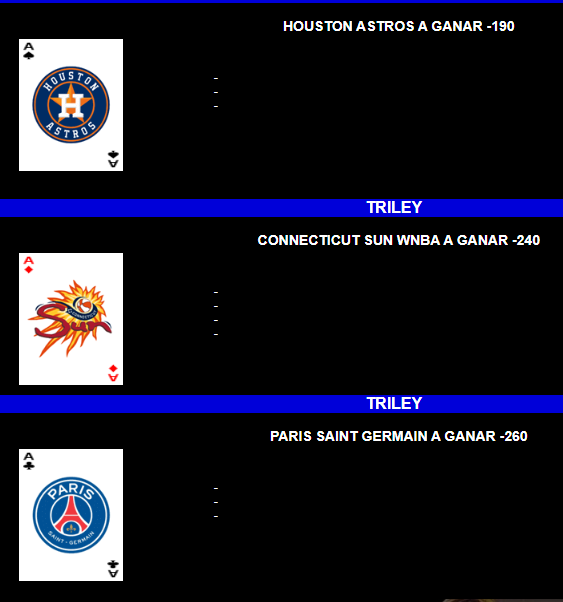 HOUSTON ASTROS A GANAR -190
A
HOUSTON
H
ASTROS
-
-
-
A
TRILEY
CONNECTICUT SUN WNBA A GANAR -240
A
-
CONNECTICUT
Sun
-
-
-
A
TRILEY
PARIS SAINT GERMAIN A GANAR -260
A
PARIS
SAINT-GERMAIN
-
-
-
A